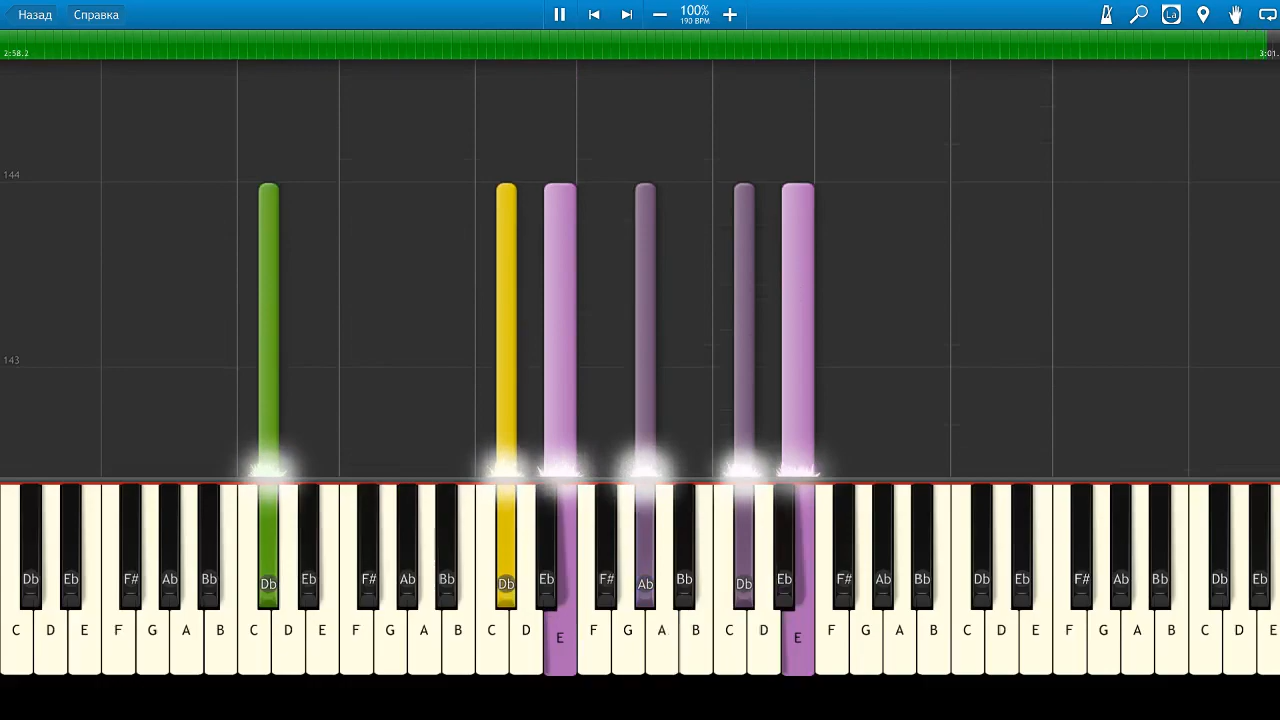 Назад Справка 100% La
190 BPM
2:58.2 3:01.
144
143
Db Eb F# Ab Bb Db Eb F# Ab Bb Db Eb F# Ab Bb Db Eb F# Ab Bb Db Eb F# Ab Bb Db Eb
C D E F G A B C D E F G A B C D E F G A B C D E F G A B C D E F G A B C D E